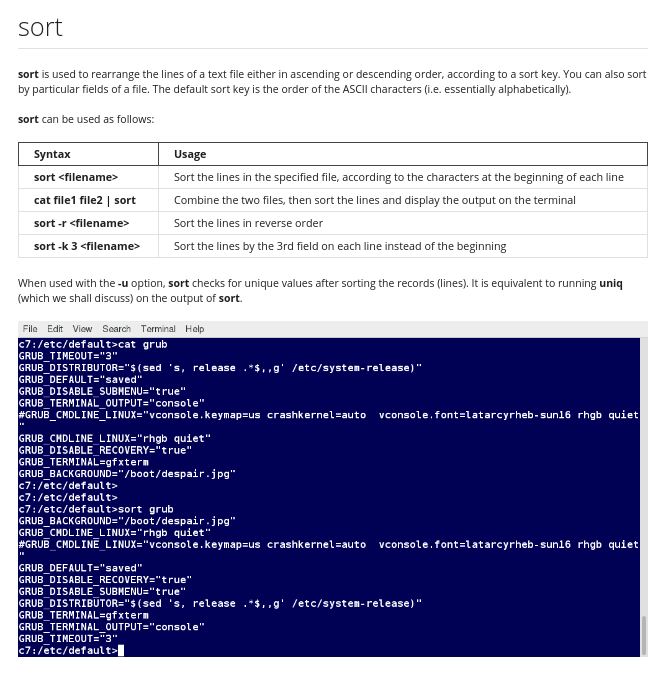 sort
sort is used to rearrange the lines of a text file either in ascending or descending order, according to a sort key. You can also sort
by particular fields of a file. The default sort key is the order of the ASCII characters (i.e. essentially alphabetically).
sort can be used as follows:
Syntax Usage
sort <filename> Sort the lines in the specified file, according to the characters at the beginning of each line
cat file1 file2 | sort Combine the two files, then sort the lines and display the output on the terminal
sort -r <filename> Sort the lines in reverse order
sort -k 3 <filename> Sort the lines by the 3rd field on each line instead of the beginning
When used with the -u option, sort checks for unique values after sorting the records (lines). It is equivalent to running uniq
(which we shall discuss) on the output of sort.
File Edit View Search Terminal Help
c7:/etc/default>cat grub
GRUB_TIMEOUT="3"
GRUB_DISTRIBUTOR="$(sed 's, release .*$,,g' /etc/system-release)"
GRUB_DEFAULT="saved"
GRUB_DISABLE_SUBMENU="true"
GRUB_TERMINAL_OUTPUT="console"
#GRUB_CMDLINE_LINUX="vconsole.keymap=us crashkernel=auto  vconsole.font=latarcyrheb-sun16 rhgb quiet
"
GRUB_CMDLINE_LINUX="rhgb quiet"
GRUB_DISABLE_RECOVERY="true"
GRUB_TERMINAL=gfxterm
GRUB_BACKGROUND="/boot/despair.jpg"
c7:/etc/default>
c7:/etc/default>
c7:/etc/default>sort grub
GRUB_BACKGROUND="/boot/despair.jpg"
GRUB_CMDLINE_LINUX="rhgb quiet"
#GRUB_CMDLINE_LINUX="vconsole.keymap=us crashkernel=auto  vconsole.font=latarcyrheb-sun16 rhgb quiet
"
GRUB_DEFAULT="saved"
GRUB_DISABLE_RECOVERY="true"
GRUB_DISABLE_SUBMENU="true"
GRUB_DISTRIBUTOR="$(sed 's, release .*$,,g' /etc/system-release)"
GRUB_TERMINAL=gfxterm
GRUB_TERMINAL_OUTPUT="console"
GRUB_TIMEOUT="3"
c7:/etc/default>